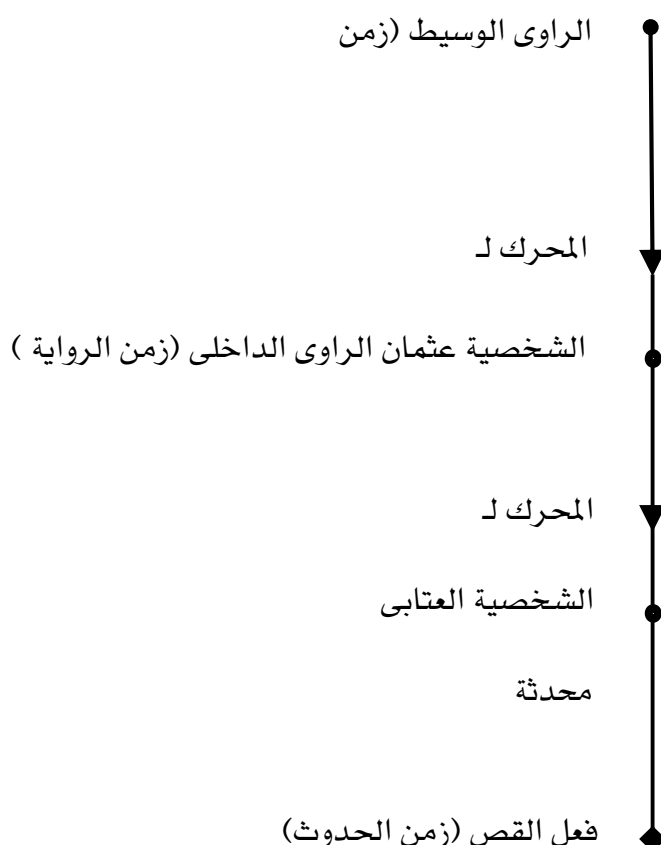 الراوى الوسيط (زمن
المحرك لـ
الشخصية عثمان الراوى الداخلى (زمن الرواية )
المحرك لـ
الشخصية العتابى
محدثة
فعل القص (زمن الحدوث)